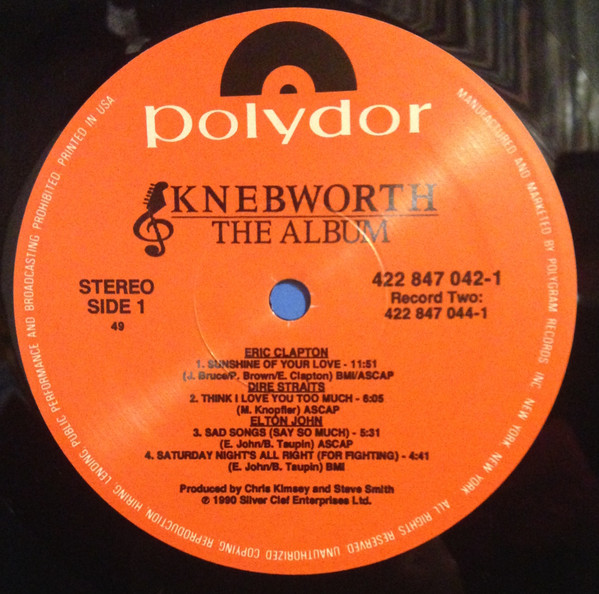 polydor
KNEBWORTH
THE ALBUM
STEREO
SIDE 1
49
422 847 042-1
Record Two:
422 847 044-1
ERIC CLAPTON
1. SUNSHINE OF YOUR LOVE - 11:51
(J. Bruce/P. Brown/E. Clapton) BMI/ASCAP
DIRE STRAITS
2. THINK I LOVE YOU TOO MUCH - 6:05
(M. Knopfler) ASCAP
ELTON JOHN
3. SAD SONGS (SAY SO MUCH) - 5:31
(E. John/B. Taupin) ASCAP
4. SATURDAY NIGHT'S ALL RIGHT (FOR FIGHTING) - 4:41
(E. John/B. Taupin) BMI
Produced by Chris Kimsey and Steve Smith
℗ 1990 Silver Clef Enterprises Ltd.
MANUFACTURED AND MARKETED BY POLYGRAM RECORDS INC. NEW YORK, NEW YORK. ALL RIGHTS RESERVED. UNAUTHORIZED COPYING, REPRODUCTION, HIRING, LENDING, PUBLIC PERFORMANCE AND BROADCASTING PROHIBITED. PRINTED IN USA